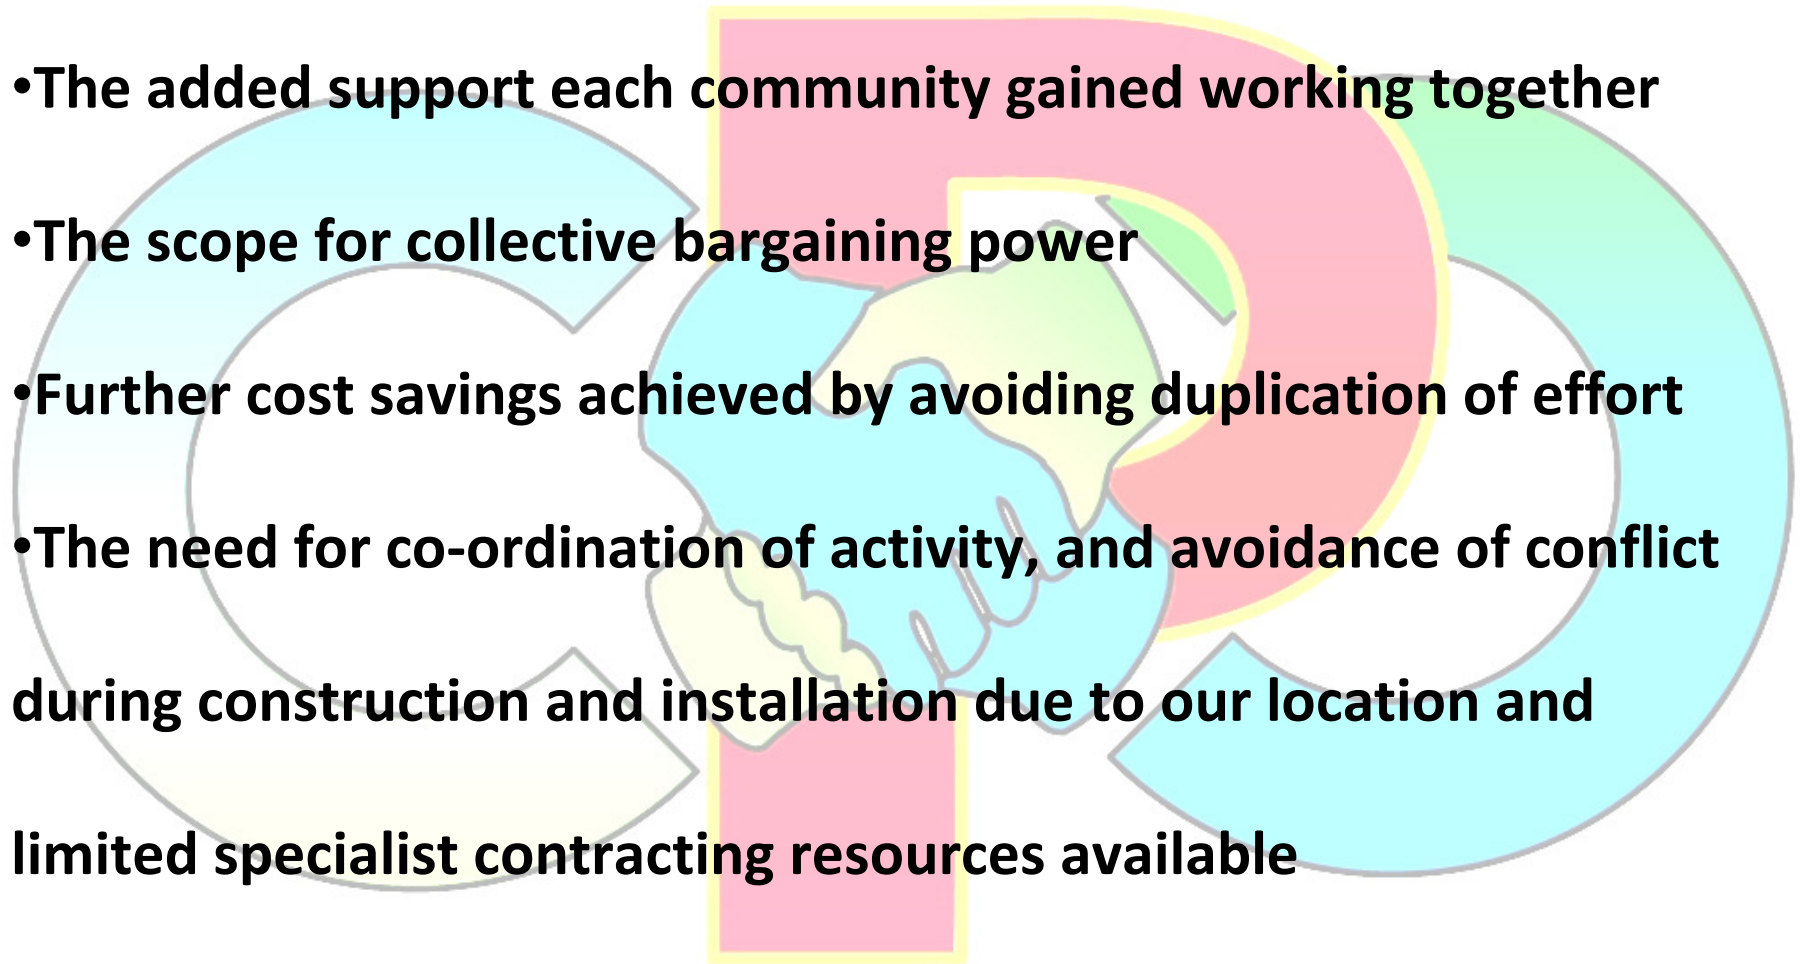 •The added support each community gained working together
•The scope for collective bargaining power
•Further cost savings achieved by avoiding duplication of effort
•The need for co-ordination of activity, and avoidance of conflict
during construction and installation due to our location and
limited specialist contracting resources available